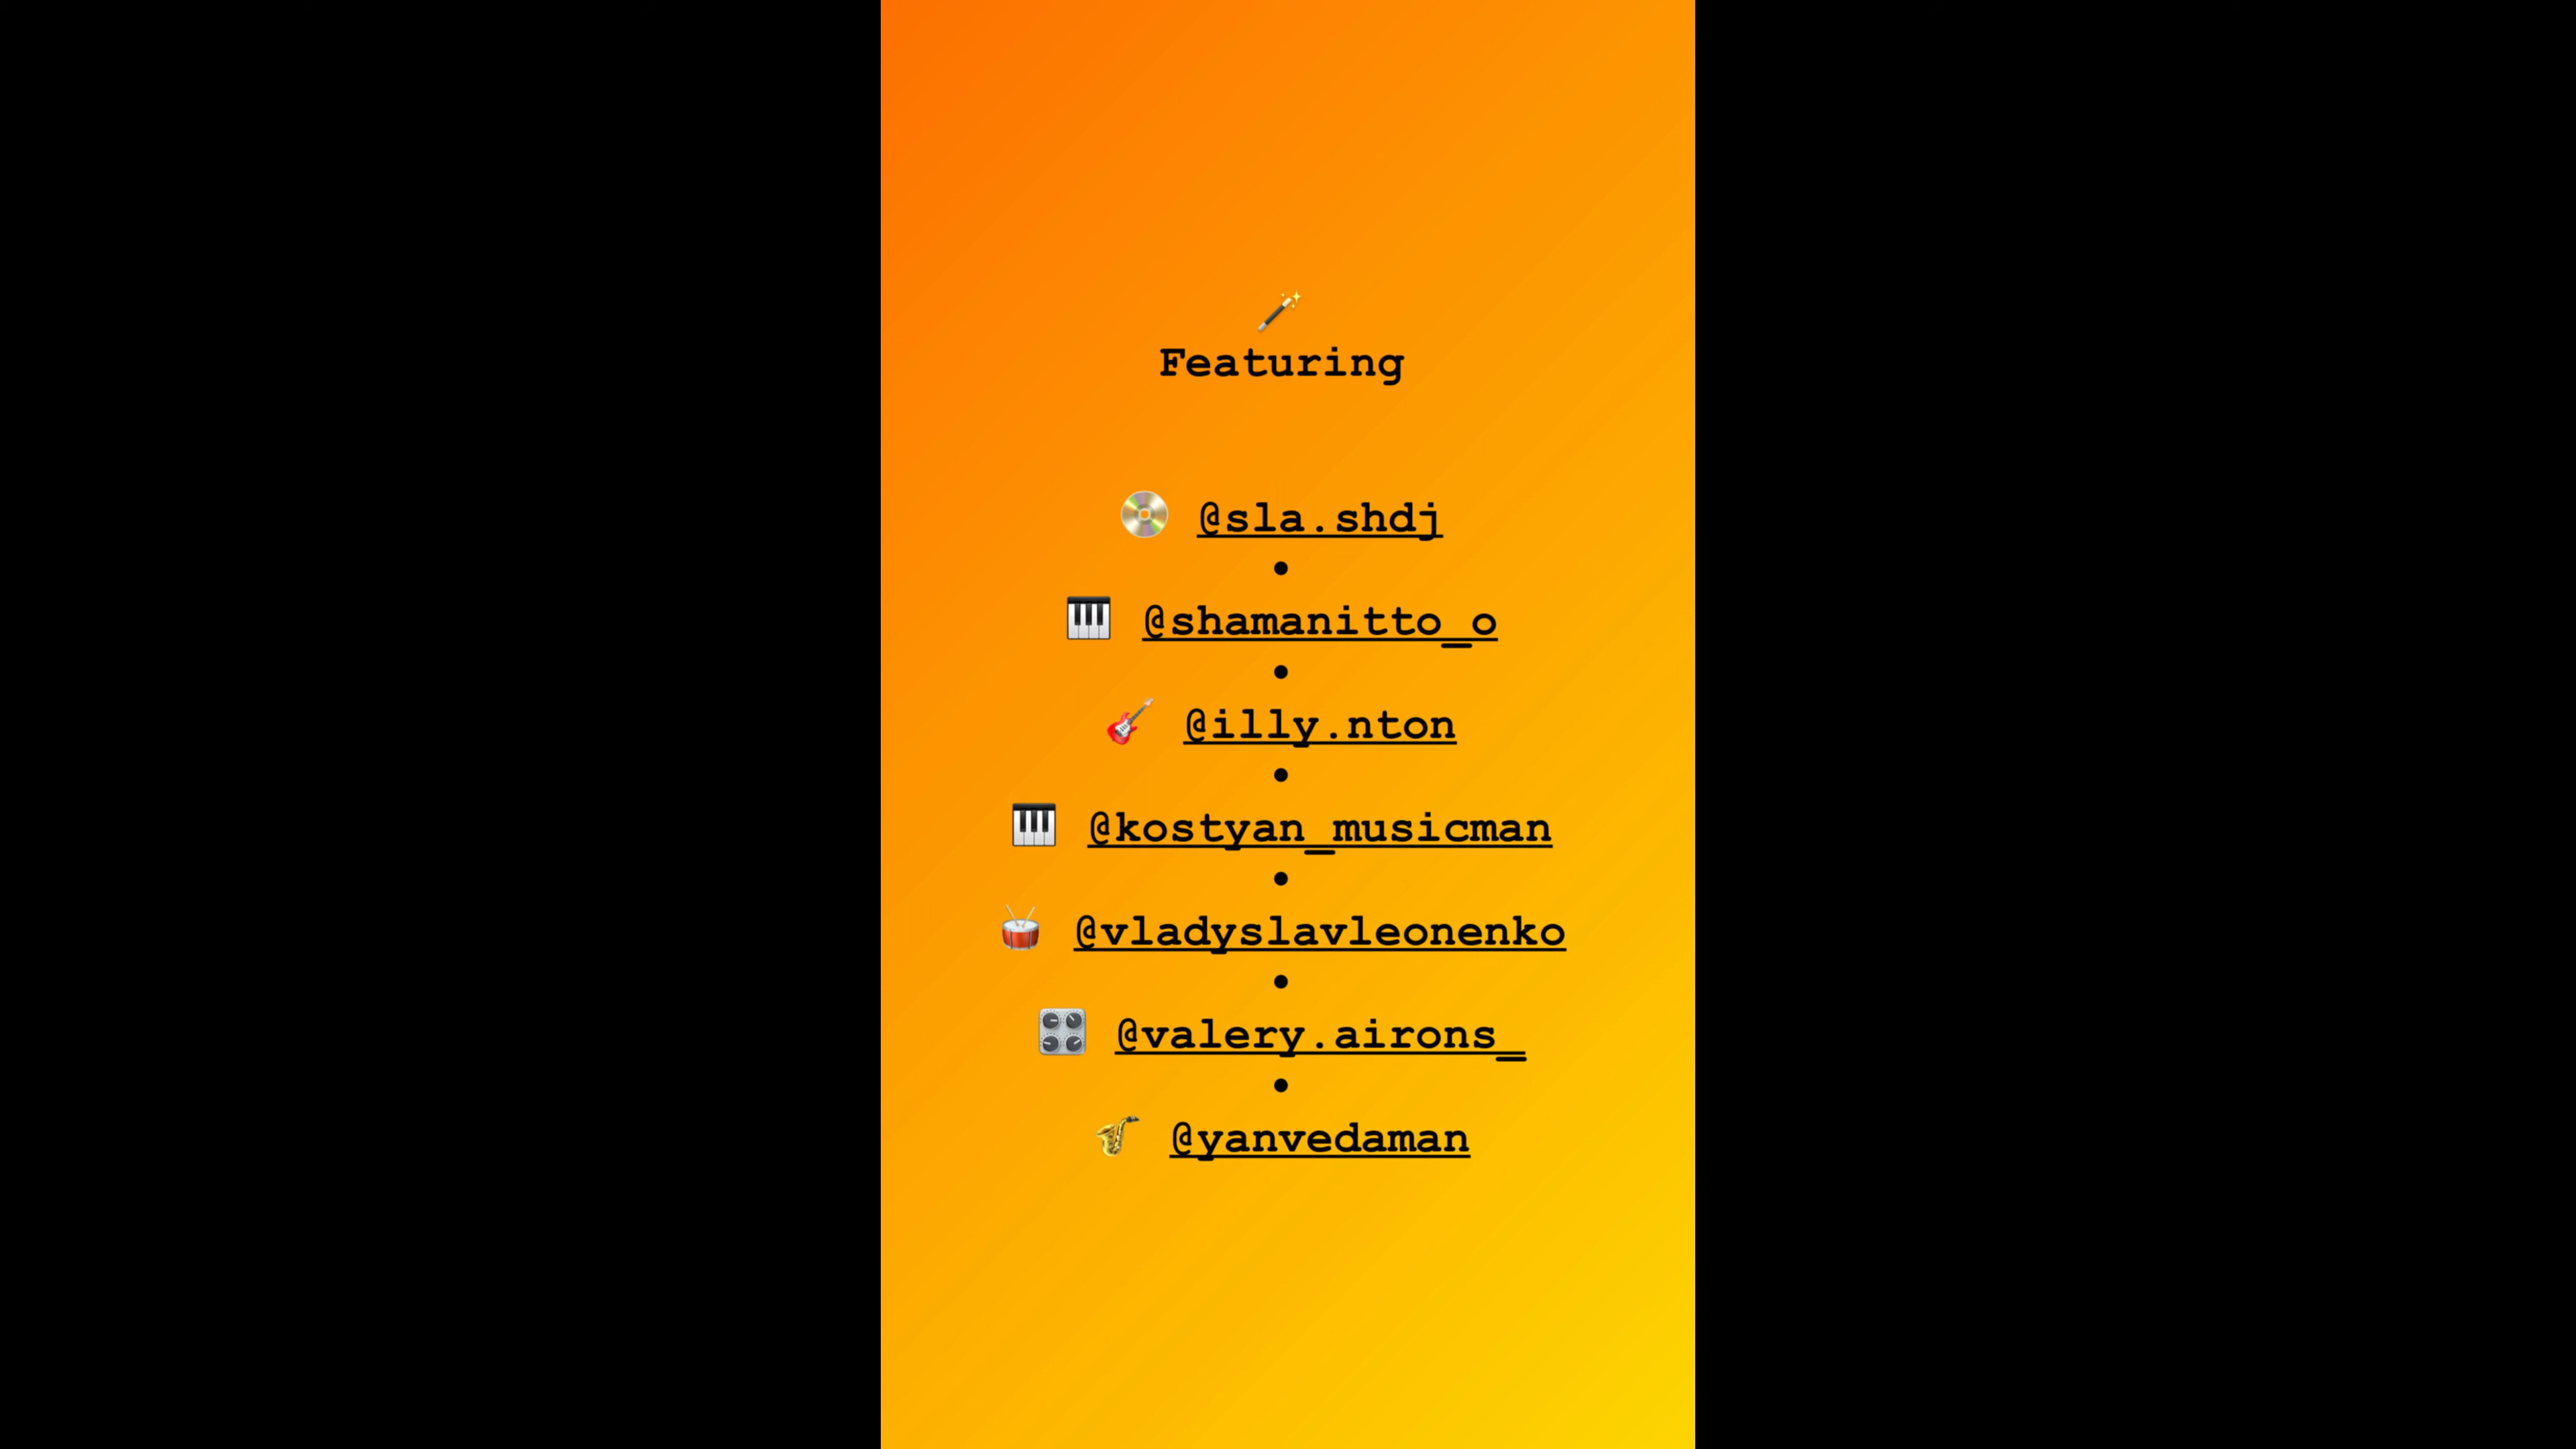 🪄
Featuring
💿 @sla.shdj
•
🎹 @shamanitto_o
•
🎸 @illy.nton
•
🎹 @kostyan_musicman
•
🥁 @vladyslavleonenko
•
🎛 @valery.airons_
•
🎷 @yanvedaman